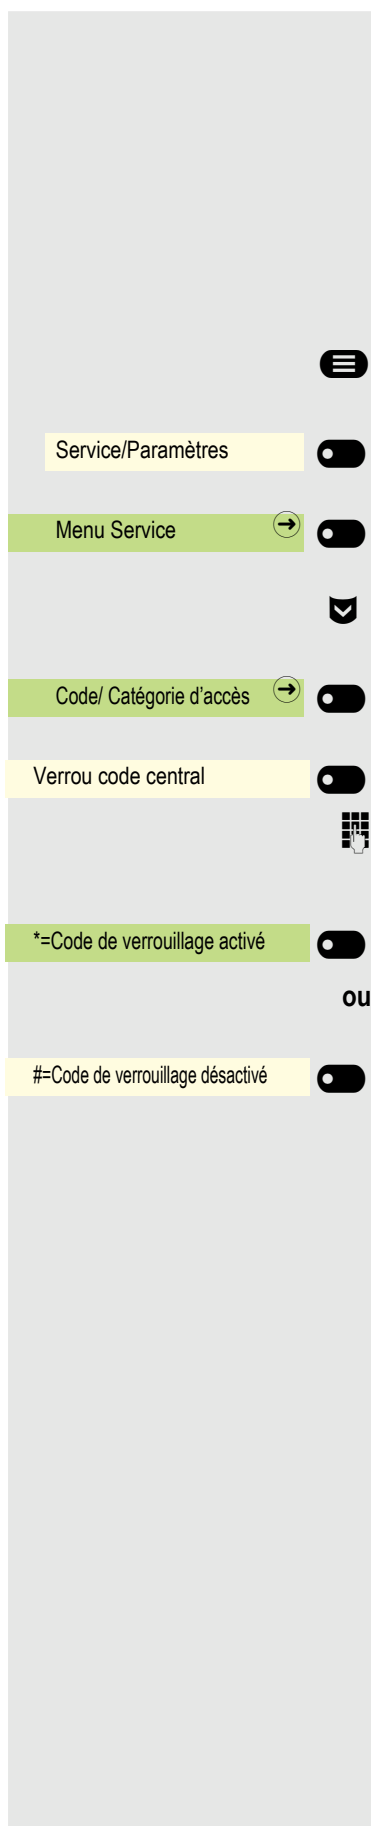 Service/Paramètres
Menu Service
Code/ Catégorie d’accès
Verrou code central
*=Code de verrouillage activé
ou
#=Code de verrouillage désactivé